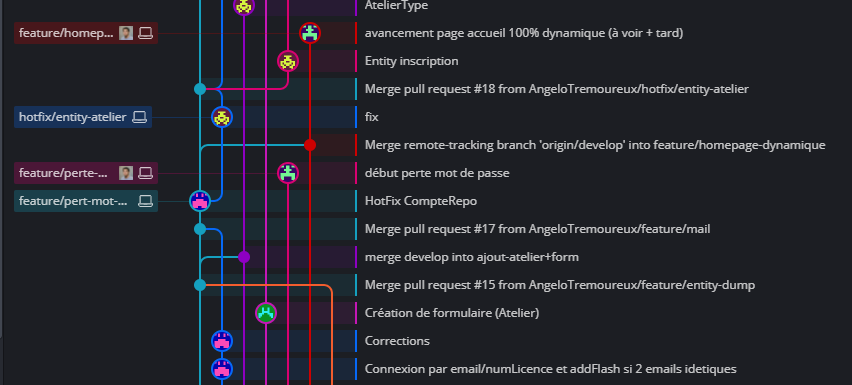 AtelierType
feature/homep... avancement page accueil 100% dynamique (à voir + tard)
Entity inscription
Merge pull request #18 from AngeloTremoureux/hotfix/entity-atelier
hotfix/entity-atelier fix
Merge remote-tracking branch 'origin/develop' into feature/homepage-dynamique
feature/perte-... début perte mot de passe
feature/pert-mot-... HotFix CompteRepo
Merge pull request #17 from AngeloTremoureux/feature/mail
merge develop into ajout-atelier+form
Merge pull request #15 from AngeloTremoureux/feature/entity-dump
Création de formulaire (Atelier)
Corrections
Connexion par email/numLicence et addFlash si 2 emails idetiques